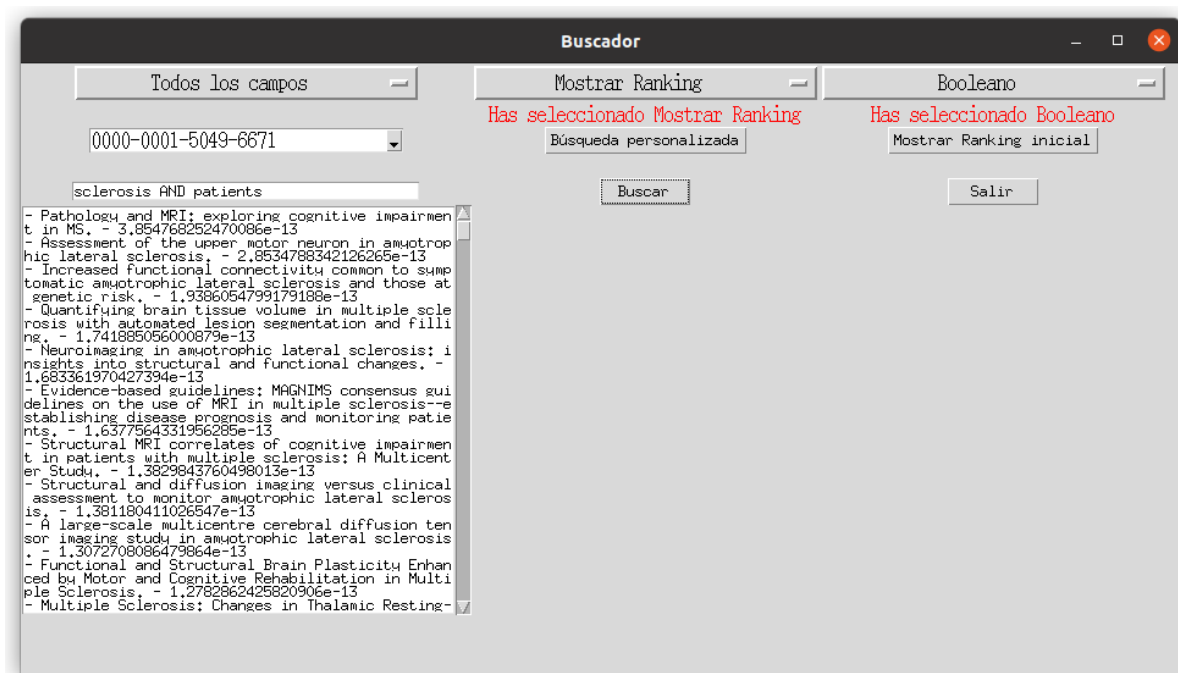 Buscador
Todos los campos
Mostrar Ranking
Booleano
Has seleccionado Mostrar Ranking
Has seleccionado Booleano
0000-0001-5049-6671
Búsqueda personalizada
Mostrar Ranking inicial
sclerosis AND patients
Buscar
Salir
- Pathology and MRI: exploring cognitive impairmen
t in MS. - 3.854768252470086e-13
- Assessment of the upper motor neuron in amyotrop
hic lateral sclerosis. - 2.853478834212626​5e-13
- Increased functional connectivity common to symp
tomatic amyotrophic lateral sclerosis and those at
genetic risk. - 1.9386054799179188e-13
- Quantifying brain tissue volume in multiple scle
rosis with automated lesion segmentation and filli
ng. - 1.741885056000879e-13
- Neuroimaging in amyotrophic lateral sclerosis: i
nsights into structural and functional changes. -
1.683361970427394e-13
- Evidence-based guidelines: MAGNIMS consensus gui
delines on the use of MRI in multiple sclerosis--e
stablishing disease prognosis and monitoring patie
nts. - 1.6377564331956285e-13
- Structural MRI correlates of cognitive impairmen
t in patients with multiple sclerosis: A Multicent
er Study. - 1.3829843760498013e-13
- Structural and diffusion imaging versus clinical
assessment to monitor amyotrophic lateral scleros
is. - 1.381180411026547e-13
- A large-scale multicentre cerebral diffusion ten
sor imaging study in amyotrophic lateral sclerosis
. - 1.3072708086479864e-13
- Functional and Structural Brain Plasticity Enhan
ced by Motor and Cognitive Rehabilitation in Multi
ple Sclerosis. - 1.2782862425820906e-13
- Multiple Sclerosis: Changes in Thalamic Resting-